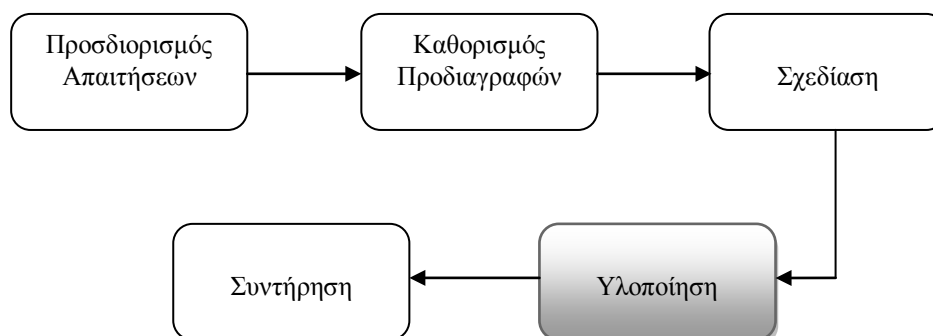 Προσδιορισμός
Απαιτήσεων
Καθορισμός
Προδιαγραφών
Σχεδίαση
Συντήρηση
Υλοποίηση